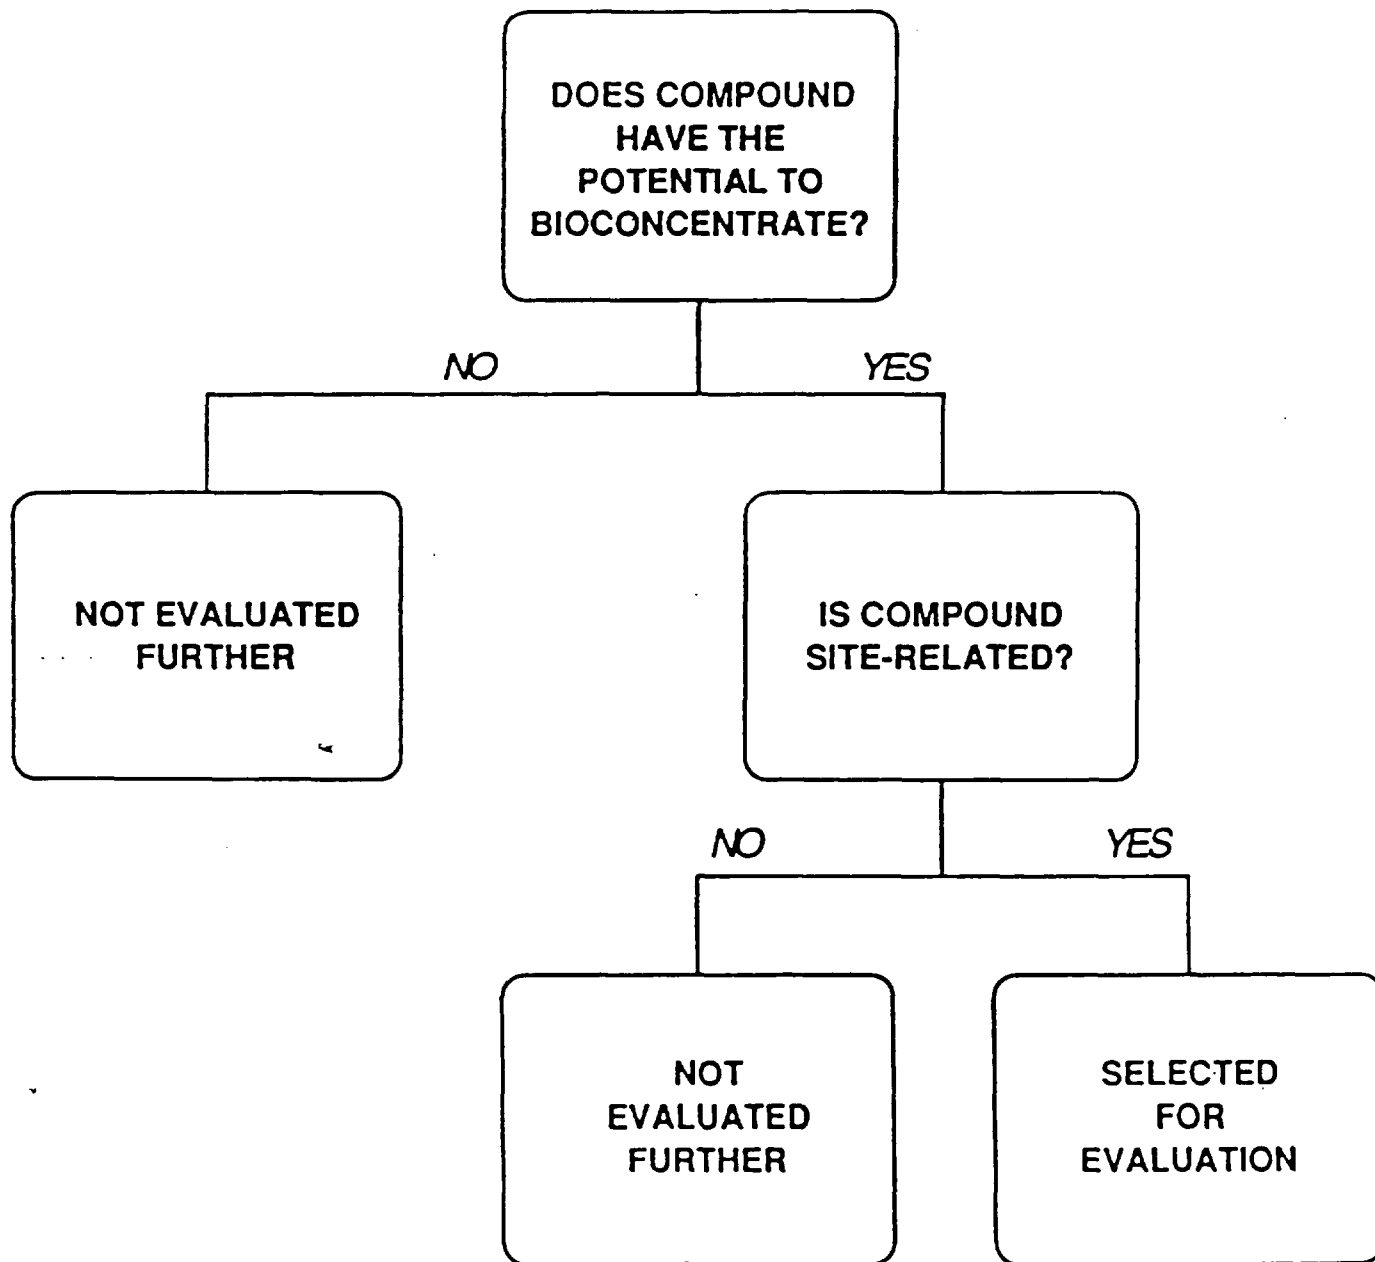 DOES COMPOUND
HAVE THE
POTENTIAL TO
BIOCONCENTRATE?
NO
YES
NOT EVALUATED
FURTHER
IS COMPOUND
SITE-RELATED?
NO
YES
NOT
EVALUATED
FURTHER
SELECTED
FOR
EVALUATION